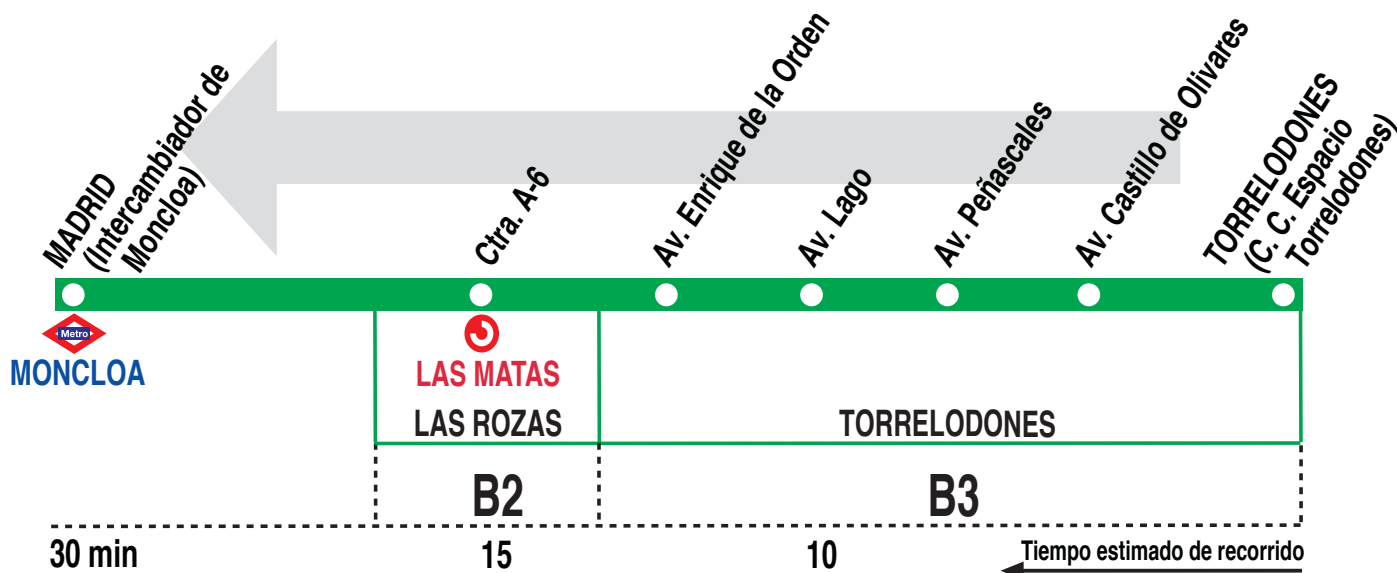 MADRID
(Intercambiador de
Moncloa)
Ctra. A-6
Av. Enrique de la Orden
Av. Lago
Av. Peñascales
Av. Castillo de Olivares
TORRELODONES
(C. C. Espacio
Torrelodones)
Metro
MONCLOA
LAS MATAS
LAS ROZAS
TORRELODONES
B2
B3
30 min
15
10
Tiempo estimado de recorrido